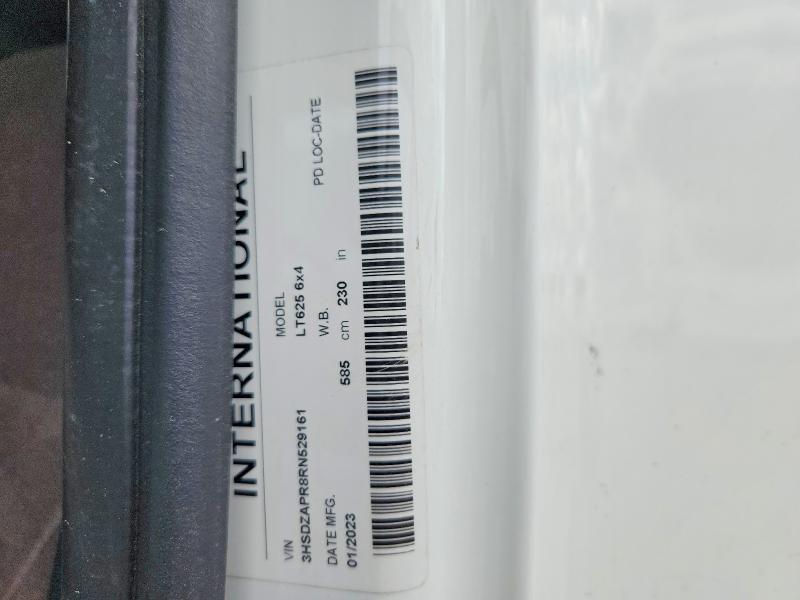 INTERNATIONAL
VIN MODEL
3HSDZAPR8RN529161 LT625 6x4
DATE MFG. W.B. PD LOC-DATE
01/2023 585 cm 230 in